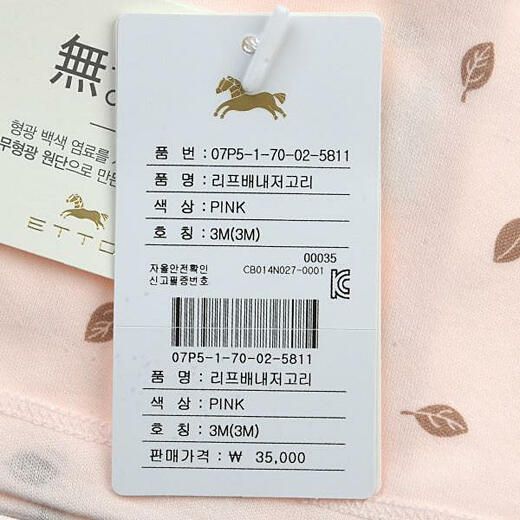 無
형광 백색 염료를
무형광 원단으로 만든
ETTO
품 번 : 07P5-1-70-02-5811
품 명 : 리프배내저고리
색 상 : PINK
호 칭 : 3M(3M)
00035
자율안전확인 CB014N027-0001
신고필증번호
07P5-1-70-02-5811
품 명 : 리프배내저고리
색 상 : PINK
호 칭 : 3M(3M)
판매가격 : ₩ 35,000